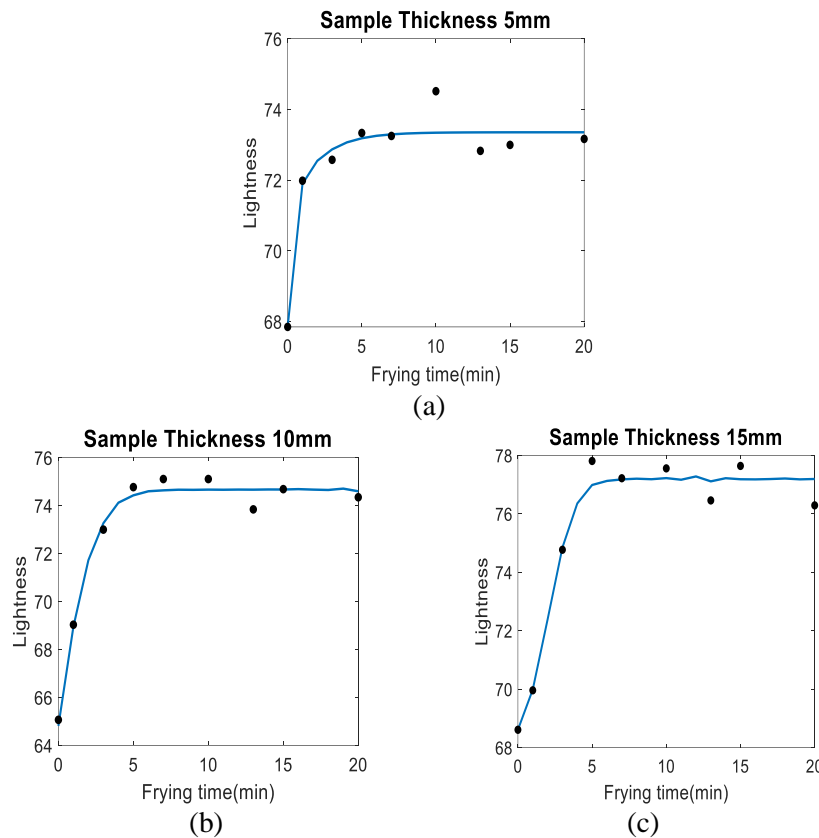 Sample Thickness 5mm
76
74
72
70
68
Lightness
0 5 10 15 20
Frying time(min)
(a)
Sample Thickness 10mm
76
74
72
70
69
66
64
Lightness
0 5 10 15 20
Frying time(min)
(b)
Sample Thickness 15mm
78
76
74
72
70
68
Lightness
0 5 10 15 20
Frying time(min)
(c)